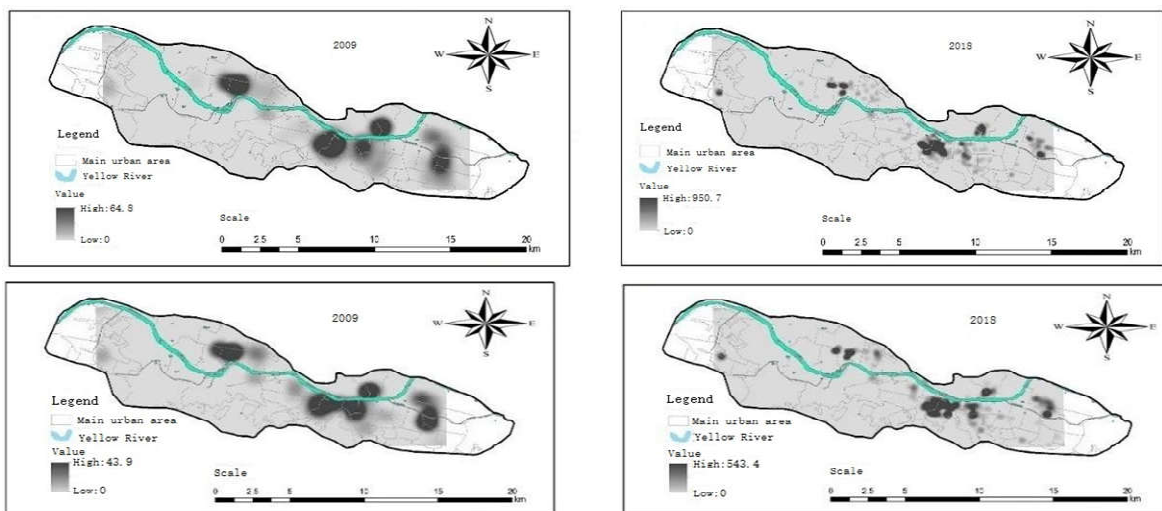 2009
N
W
E
S
Legend
Main urban area
Yellow River
Value
High:64.8
Low:0
Scale
0 2.5 5 10 15 20
km
2018
N
W
E
S
Legend
Main urban area
Yellow River
Value
High:950.7
Low:0
Scale
0 2.5 5 10 15 20
km
2009
N
W
E
S
Legend
Main urban area
Yellow River
Value
High:43.9
Low:0
Scale
0 2.5 5 10 15 20
km
2018
N
W
E
S
Legend
Main urban area
Yellow River
Value
High:543.4
Low:0
Scale
0 2.5 5 10 15 20
km